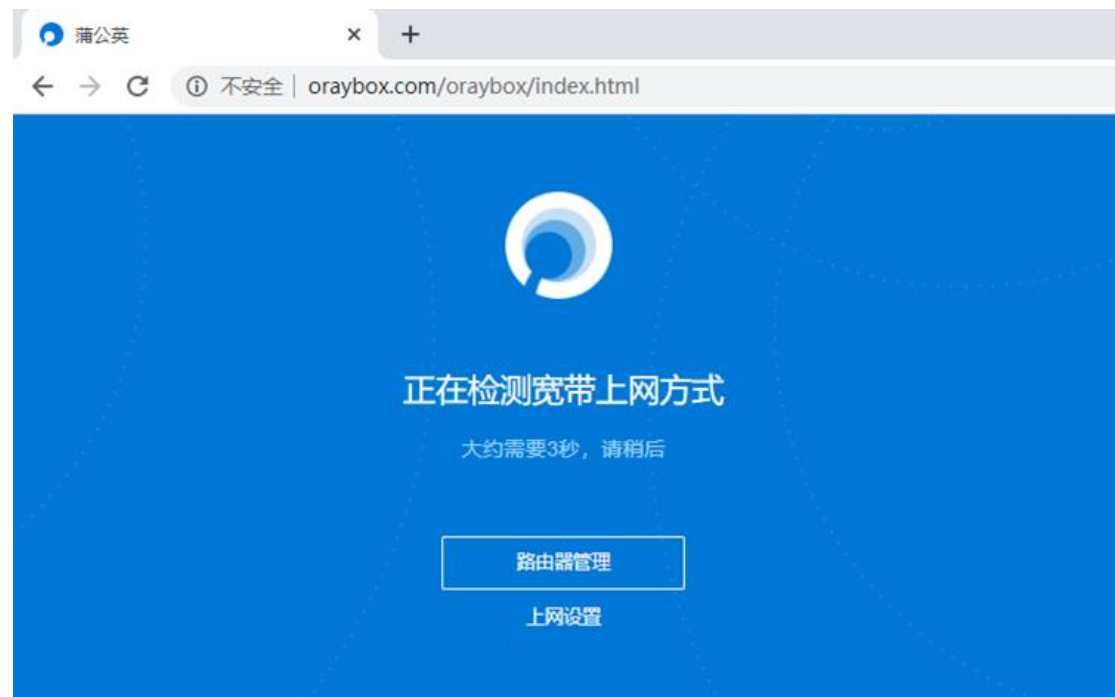 蒲公英
不安全 | oraybox.com/oraybox/index.html
正在检测宽带上网方式
大约需要3秒，请稍后
路由器管理
上网设置